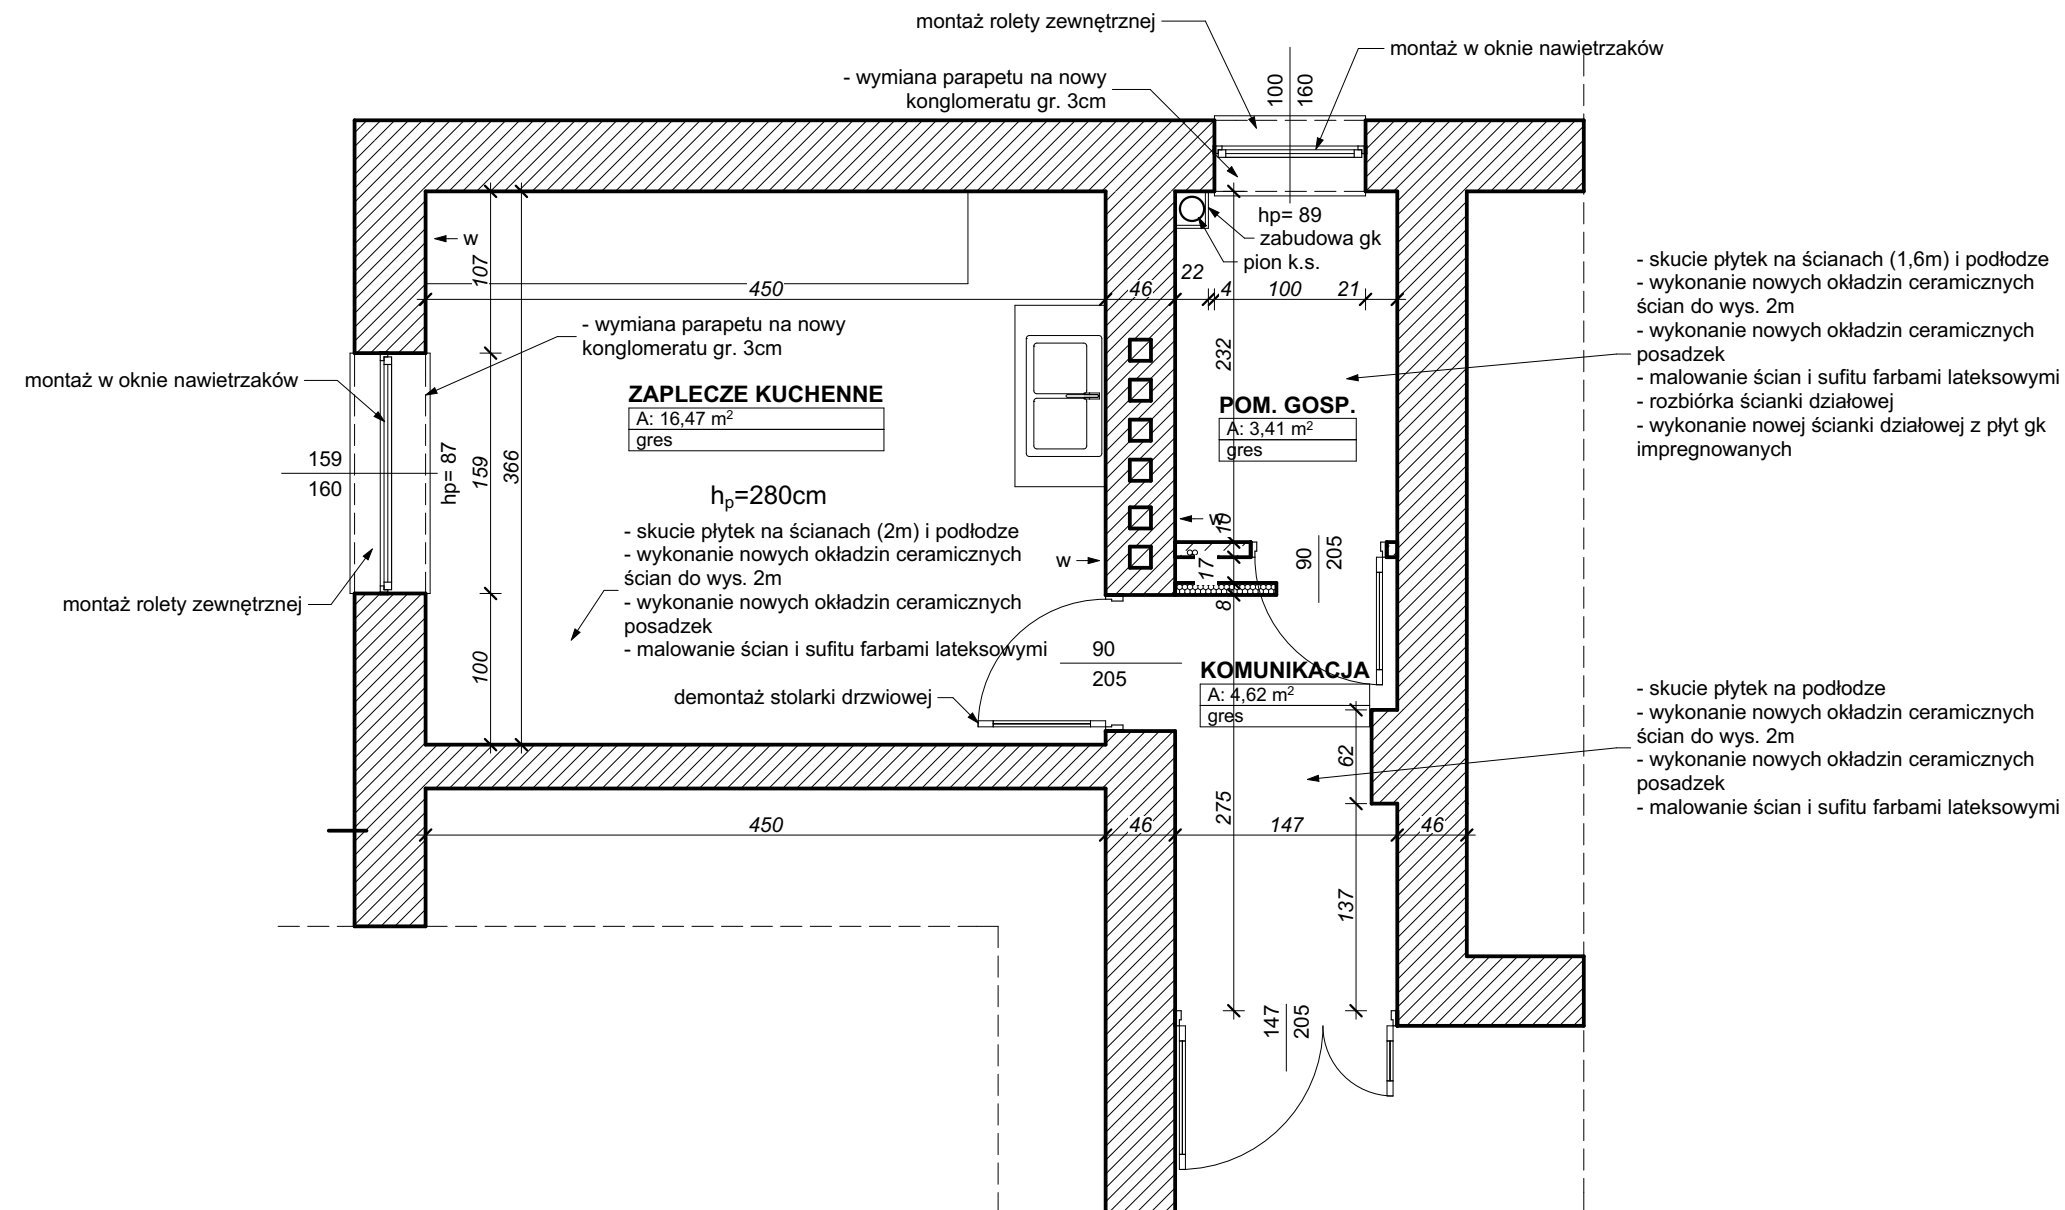 montaż rolety zewnętrznej
montaż w oknie nawietrzaków
- wymiana parapetu na nowy
konglomeratu gr. 3cm
100
160
hp= 89
zabudowa gk
pion k.s.
w
107
450
46
22
4
100
21
- wymiana parapetu na nowy
konglomeratu gr. 3cm
montaż w oknie nawietrzaków
232
ZAPLECZE KUCHENNE
A: 16,47 m²
gres
POM. GOSP.
A: 3,41 m²
gres
- skucie płytek na ścianach (1,6m) i podłodze
- wykonanie nowych okładzin ceramicznych
ścian do wys. 2m
- wykonanie nowych okładzin ceramicznych
posadzek
- malowanie ścian i sufitu farbami lateksowymi
- rozbiórka ścianki działowej
- wykonanie nowej ścianki działowej z płyt gk
impregnowanych
159
160
hp= 87
159
366
hp=280cm
- skucie płytek na ścianach (2m) i podłodze
- wykonanie nowych okładzin ceramicznych
ścian do wys. 2m
- wykonanie nowych okładzin ceramicznych
posadzek
- malowanie ścian i sufitu farbami lateksowymi
w
w
10
17
8
90
205
montaż rolety zewnętrznej
100
90
205
demontaż stolarki drzwiowej
KOMUNIKACJA
A: 4,62 m²
gres
- skucie płytek na podłodze
- wykonanie nowych okładzin ceramicznych
ścian do wys. 2m
- wykonanie nowych okładzin ceramicznych
posadzek
- malowanie ścian i sufitu farbami lateksowymi
62
275
450
46
147
46
137
147
205